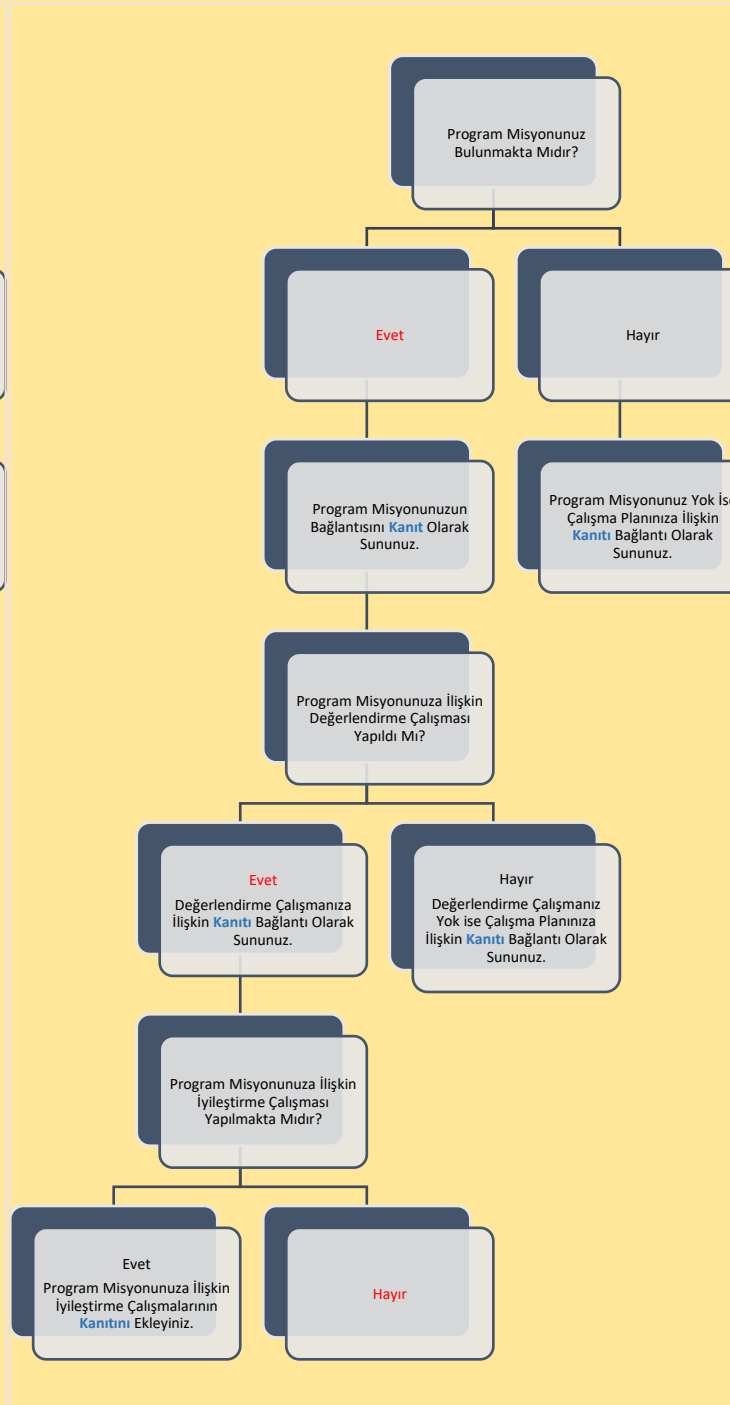 Program Misyonunuz
Bulunmakta Mıdır?
Evet
Hayır
Program Misyonunuzun
Bağlantısını Kanıt Olarak
Sununuz.
Program Misyonunuz Yok İse
Çalışma Planınıza İlişkin
Kanıtı Bağlantı Olarak
Sununuz.
Program Misyonunuza İlişkin
Değerlendirme Çalışması
Yapıldı Mı?
Evet
Değerlendirme Çalışmanıza
İlişkin Kanıtı Bağlantı Olarak
Sununuz.
Hayır
Değerlendirme Çalışmanız
Yok ise Çalışma Planınıza
İlişkin Kanıtı Bağlantı Olarak
Sununuz.
Program Misyonunuza İlişkin
İyileştirme Çalışması
Yapılmakta Mıdır?
Evet
Program Misyonunuza İlişkin
İyileştirme Çalışmalarının
Kanıtını Ekleyiniz.
Hayır